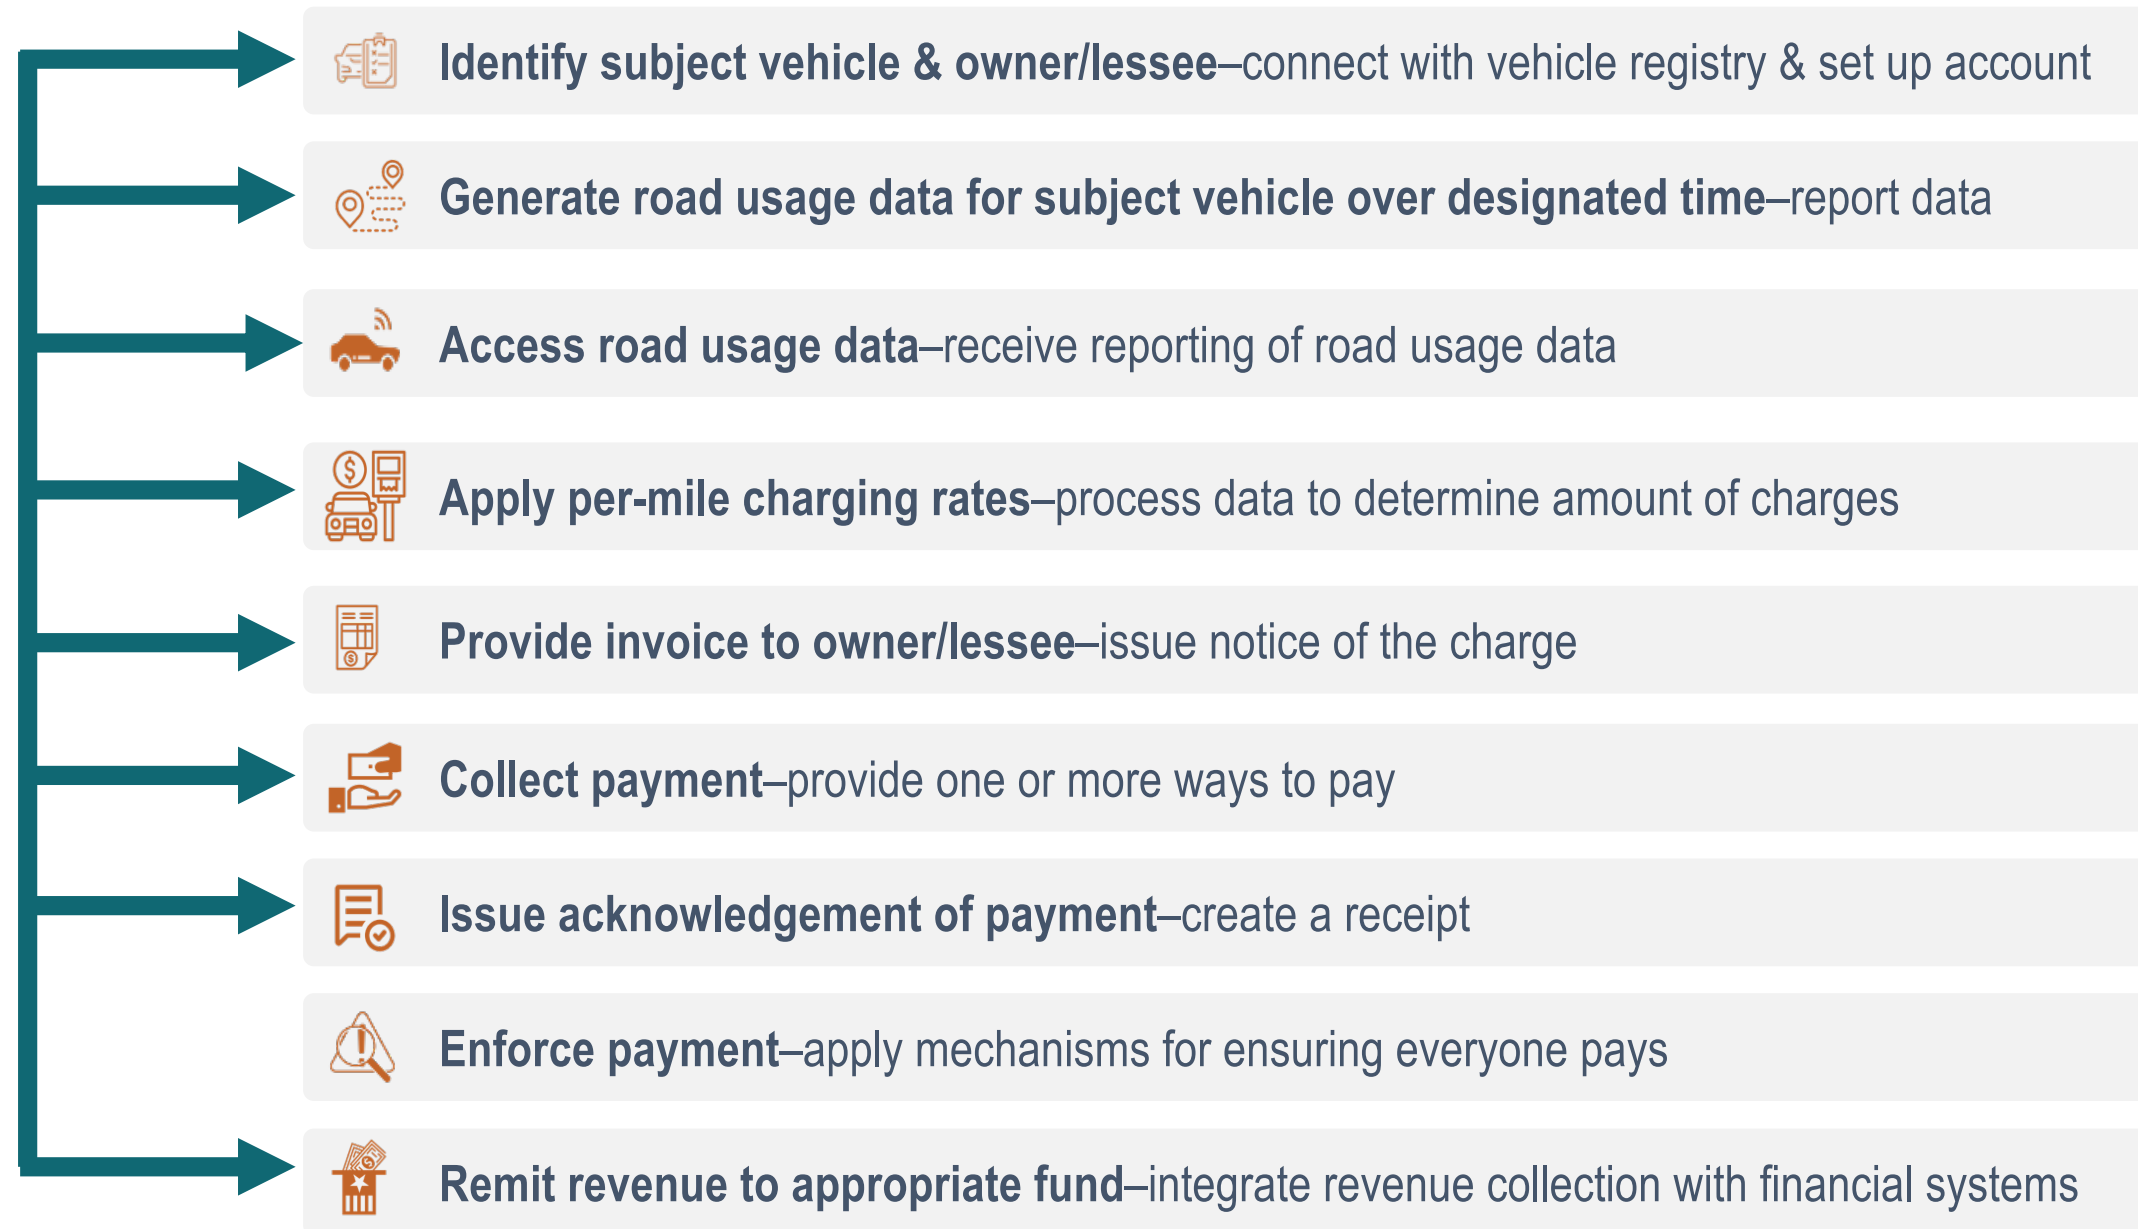 Identify subject vehicle & owner/lessee–connect with vehicle registry & set up account
Generate road usage data for subject vehicle over designated time–report data
Access road usage data–receive reporting of road usage data
Apply per-mile charging rates–process data to determine amount of charges
Provide invoice to owner/lessee–issue notice of the charge
Collect payment–provide one or more ways to pay
Issue acknowledgement of payment–create a receipt
Enforce payment–apply mechanisms for ensuring everyone pays
Remit revenue to appropriate fund–integrate revenue collection with financial systems